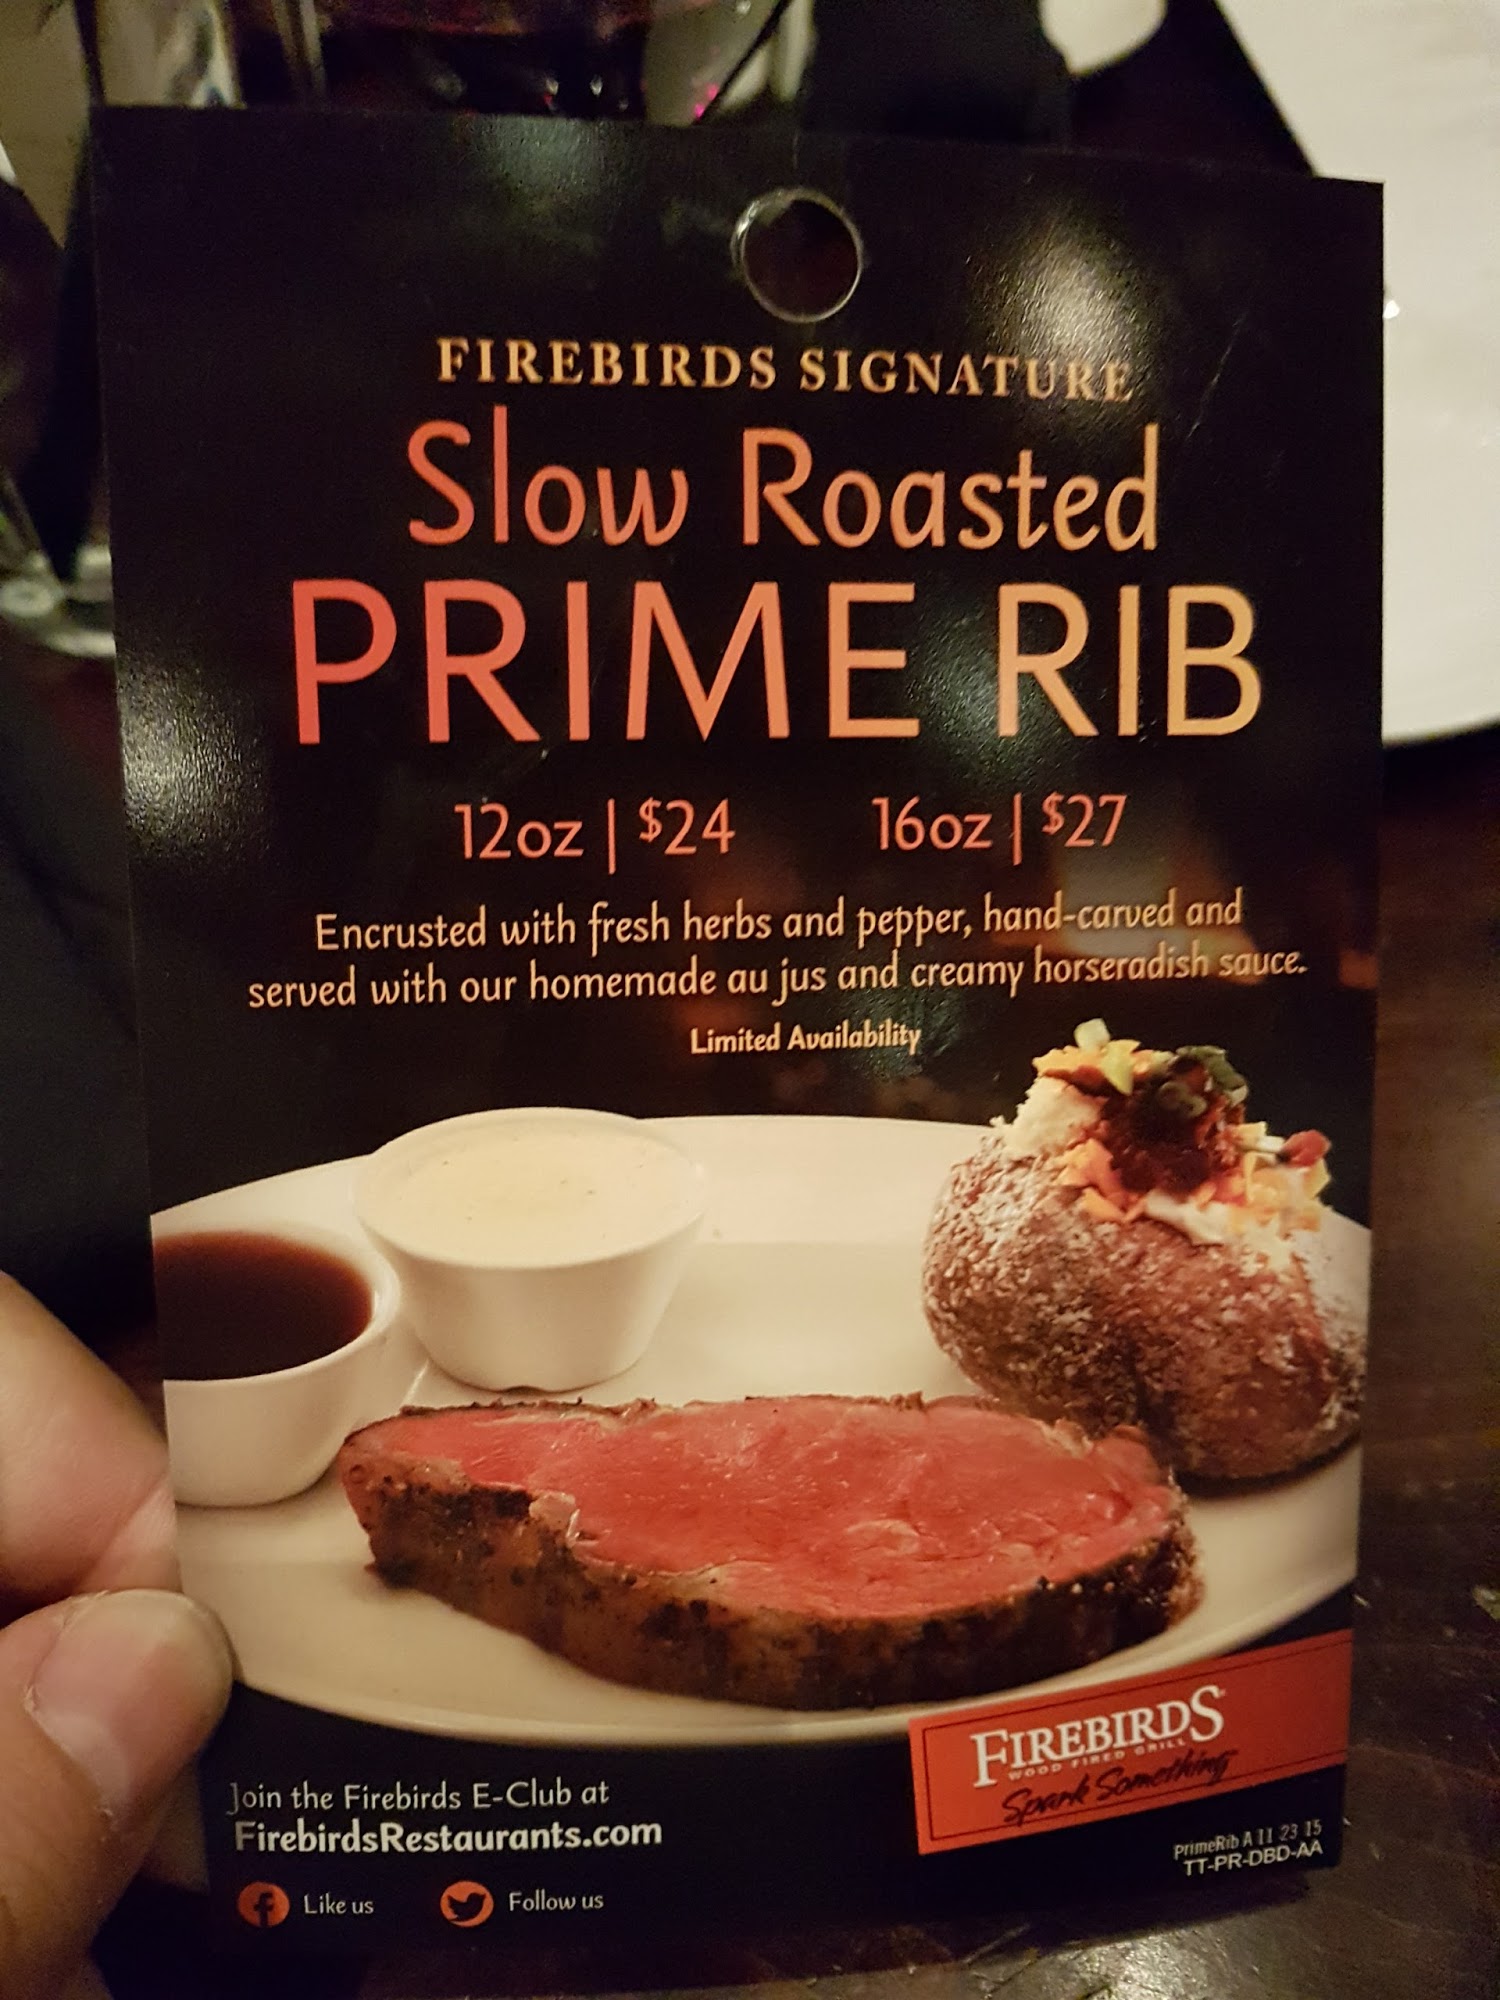 FIREBIRDS SIGNATURE
Slow Roasted
PRIME RIB
12oz | $24 16oz | $27
Encrusted with fresh herbs and pepper, hand-carved and
served with our homemade au jus and creamy horseradish sauce.
Limited Availability
FIREBIRDS
WOOD FIRED GRILL
Spark Something
Join the Firebirds E-Club at
FirebirdsRestaurants.com
Like us Follow us
PrimeRib A 11 23 15
TT-PR-DBD-AA